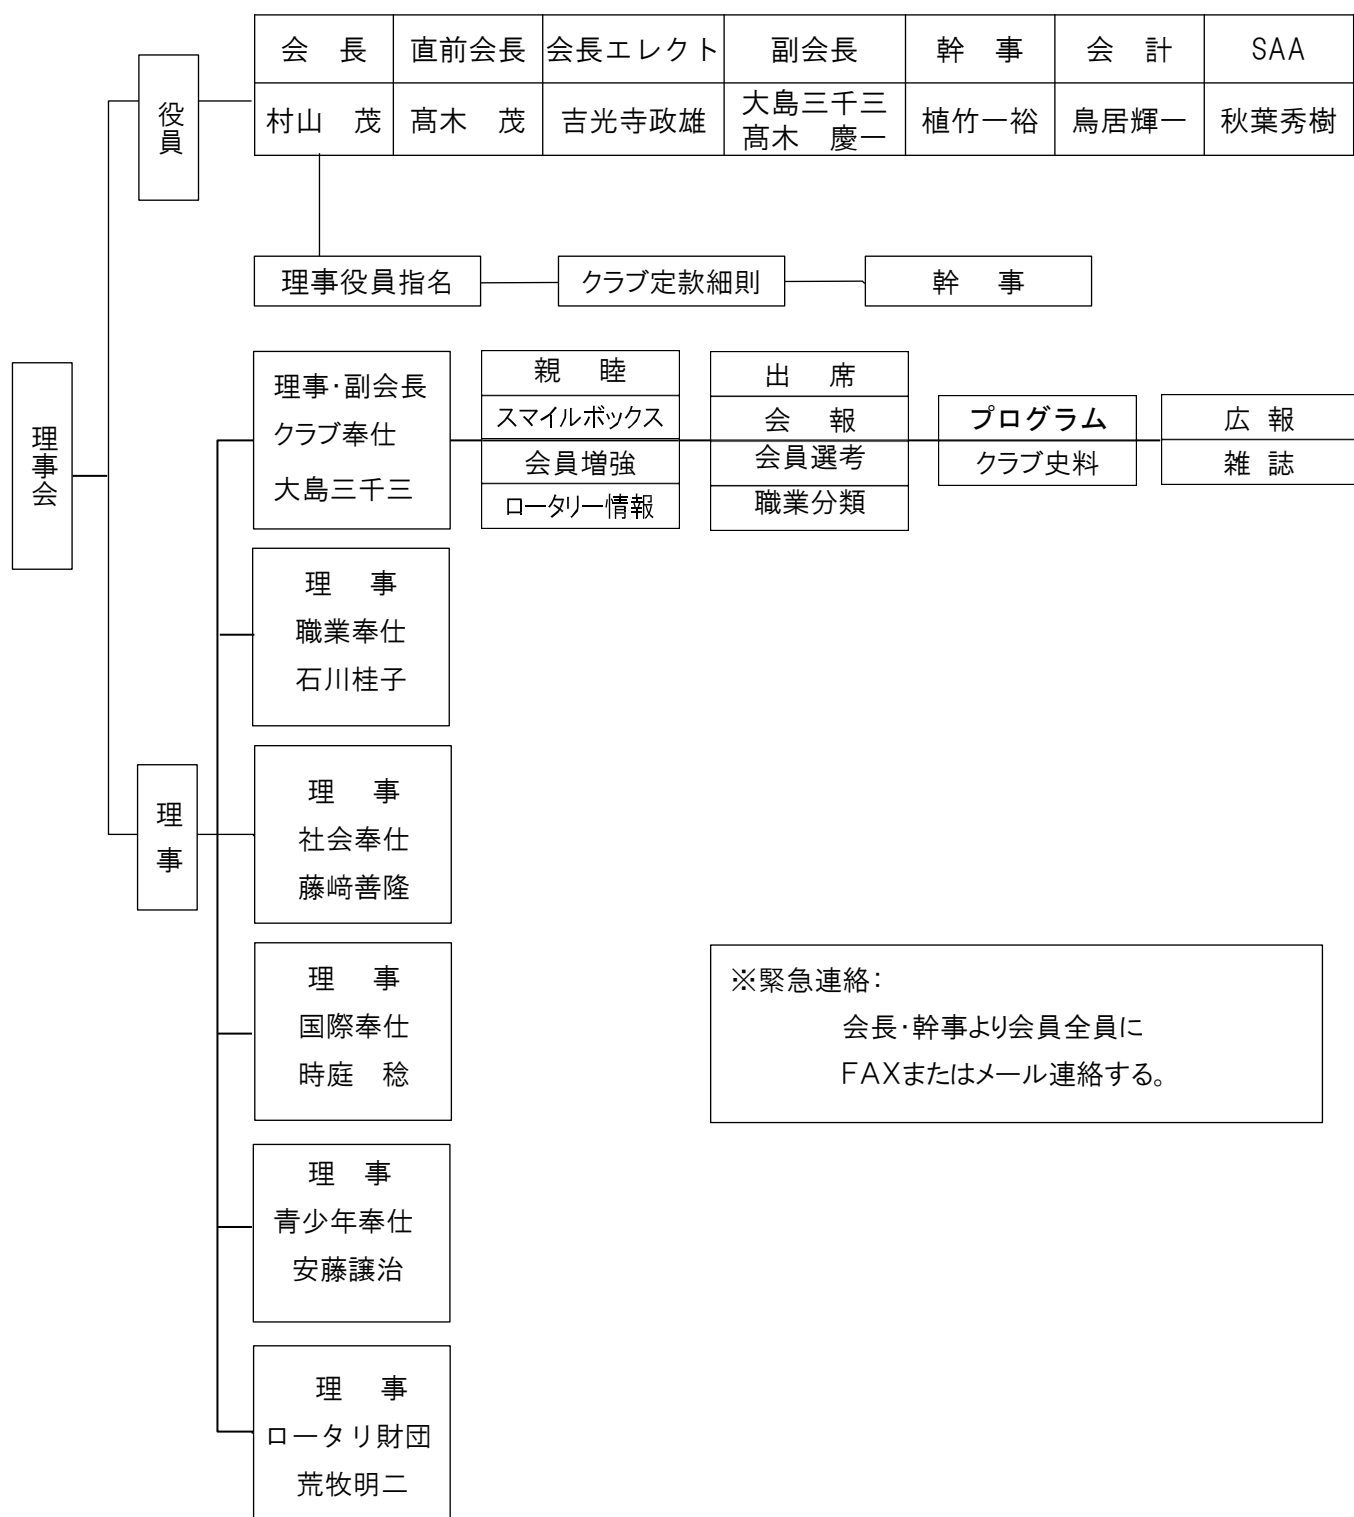 会　長
直前会長
会長エレクト
副会長
幹　事
会　計
SAA
村山　茂
髙木　茂
吉光寺政雄
大島三千三
髙木　慶一
植竹一裕
鳥居輝一
秋葉秀樹
役員
理事役員指名
クラブ定款細則
幹　事
理事会
理事･副会長
クラブ奉仕
大島三千三
親　睦
スマイルボックス
会員増強
ロータリー情報
出　席
会　報
会員選考
職業分類
プログラム
クラブ史料
広 報
雑 誌
理　事
職業奉仕
石川桂子
理事
理　事
社会奉仕
藤﨑善隆
理　事
国際奉仕
時庭　稔
※緊急連絡：
会長･幹事より会員全員に
FAXまたはメール連絡する。
理　事
青少年奉仕
安藤譲治
理　事
ロータリ財団
荒牧明二